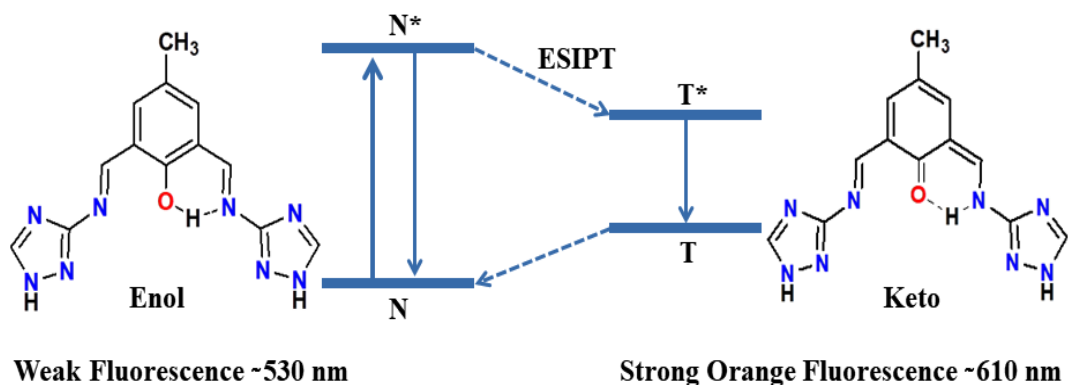 N*
CH3
ESIPT
CH3
T*
O
H
N
N
O
H
N
N
N
N
N
N
N
N
N
N
N
T
N
N
N
H
Enol
N
H
N
N
H
Keto
N
H
Weak Fluorescence ~530 nm
Strong Orange Fluorescence ~610 nm